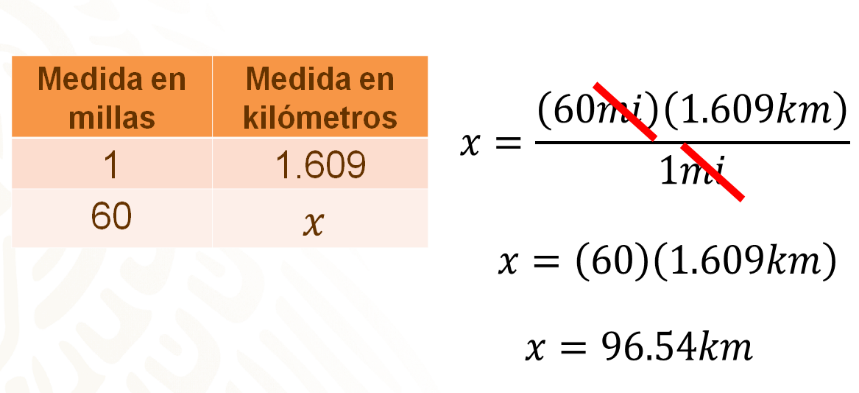 Medida en millas | Medida en kilómetros
1 | 1.609
60 | x
x = (60mi)(1.609km) / 1mi
x = (60)(1.609km)
x = 96.54km